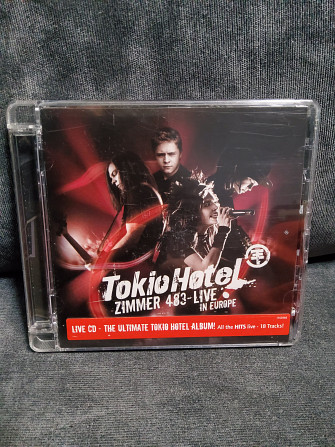 Tokio Hotel
ZIMMER 483-LIVE
IN EUROPE
LIVE CD - THE ULTIMATE TOKIO HOTEL ALBUM! All the HITS live - 18 Tracks!